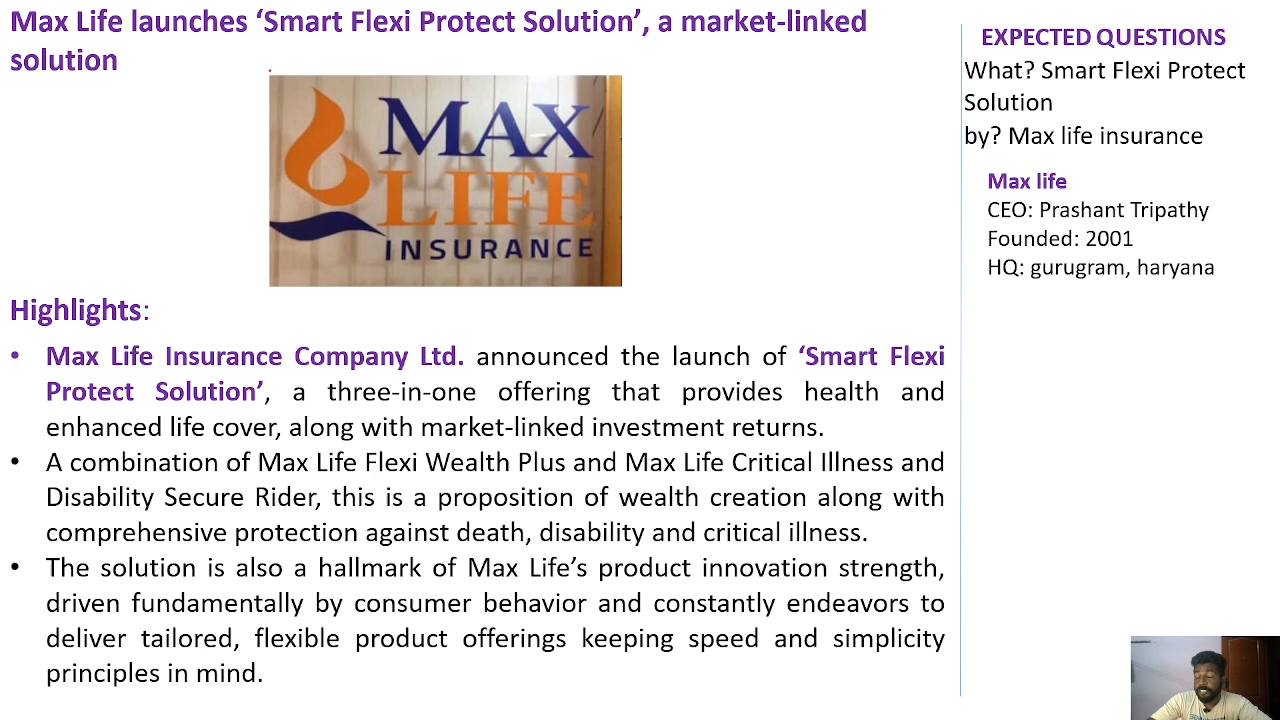 Max Life launches ‘Smart Flexi Protect Solution’, a market-linked
solution
MAX
LIFE
INSURANCE
Highlights:
• Max Life Insurance Company Ltd. announced the launch of ‘Smart Flexi
Protect Solution’, a three-in-one offering that provides health and
enhanced life cover, along with market-linked investment returns.
• A combination of Max Life Flexi Wealth Plus and Max Life Critical Illness and
Disability Secure Rider, this is a proposition of wealth creation along with
comprehensive protection against death, disability and critical illness.
• The solution is also a hallmark of Max Life’s product innovation strength,
driven fundamentally by consumer behavior and constantly endeavors to
deliver tailored, flexible product offerings keeping speed and simplicity
principles in mind.
EXPECTED QUESTIONS
What? Smart Flexi Protect
Solution
by? Max life insurance
Max life
CEO: Prashant Tripathy
Founded: 2001
HQ: gurugram, haryana